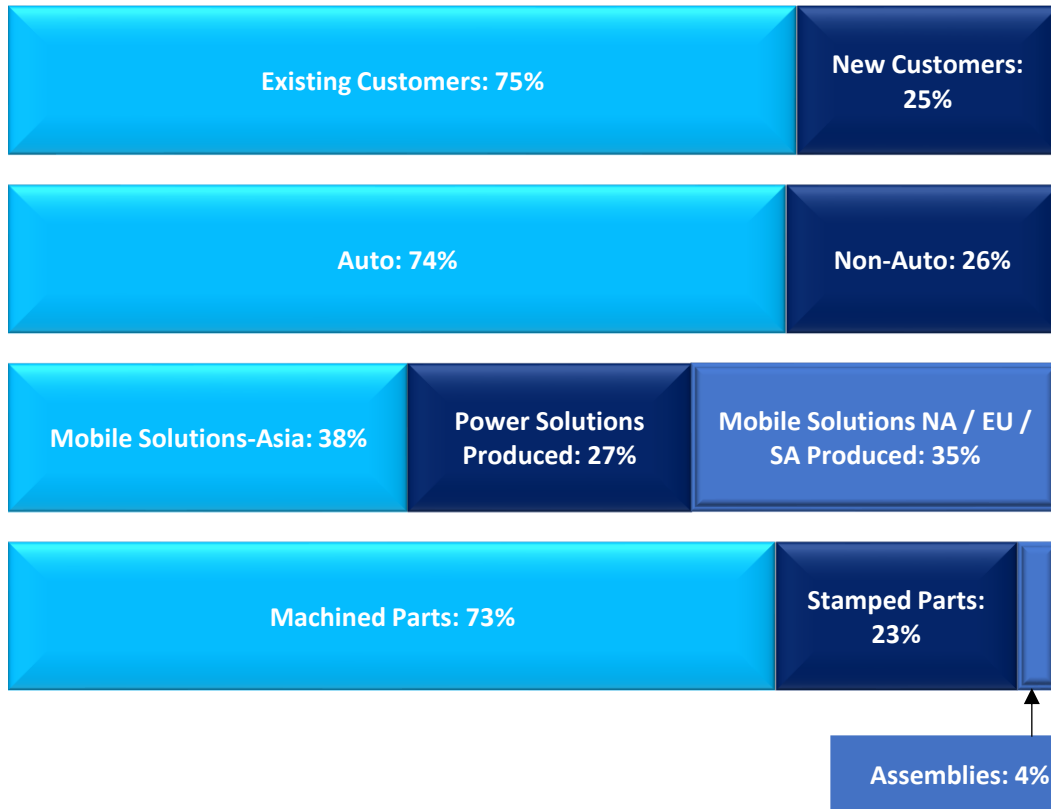 Existing Customers: 75%
New Customers:
25%
Auto: 74%
Non-Auto: 26%
Mobile Solutions-Asia: 38%
Power Solutions
Produced: 27%
Mobile Solutions NA / EU /
SA Produced: 35%
Machined Parts: 73%
Stamped Parts:
23%
Assemblies: 4%